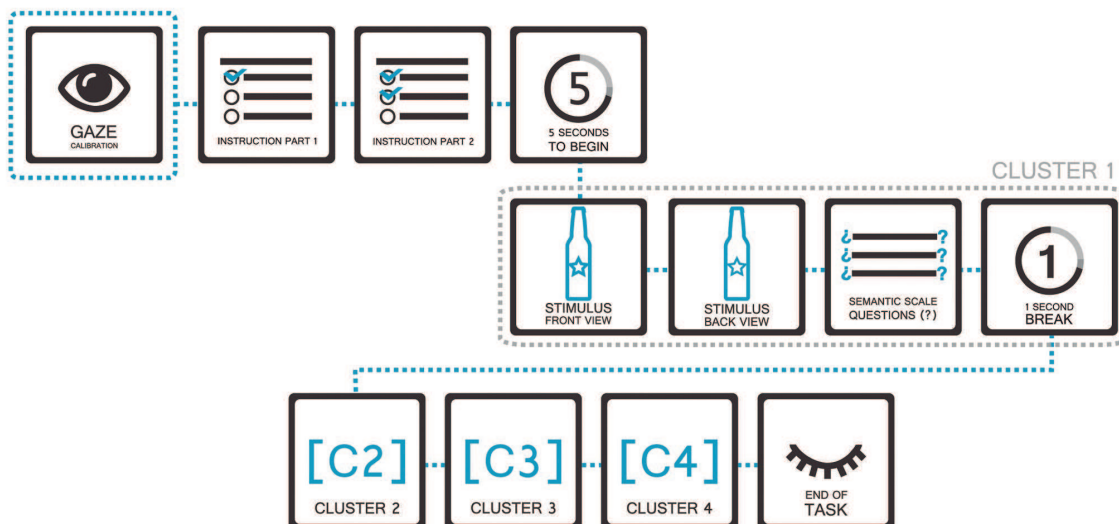 GAZE
CALIBRATION
INSTRUCTION PART 1
INSTRUCTION PART 2
5
5 SECONDS
TO BEGIN
CLUSTER 1
STIMULUS
FRONT VIEW
STIMULUS
BACK VIEW
¿ ?
¿ ?
¿ ?
SEMANTIC SCALE
QUESTIONS (?)
1
1 SECOND
BREAK
[C2]
CLUSTER 2
[C3]
CLUSTER 3
[C4]
CLUSTER 4
END OF
TASK